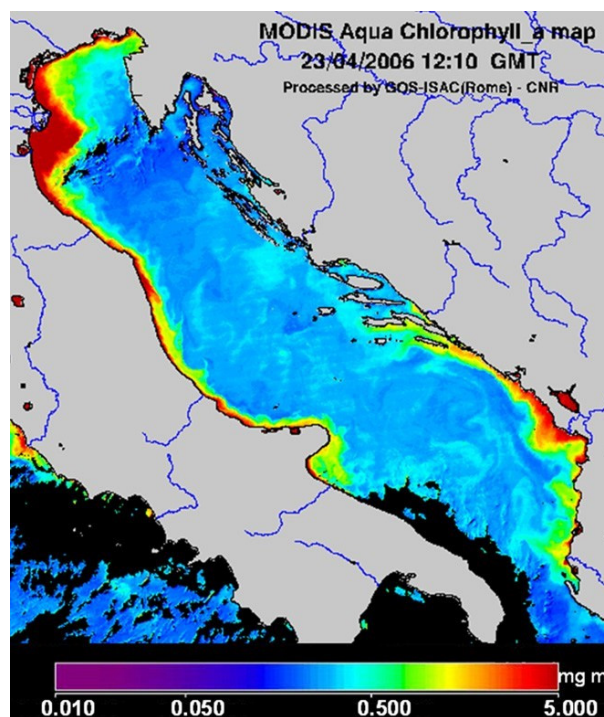 MODIS Aqua Chlorophyll_a map
23/04/2006 12:10 GMT
Processed by GOS-ISAC(Rome) - CNR
mg m
0.010 0.050 0.500 5.000